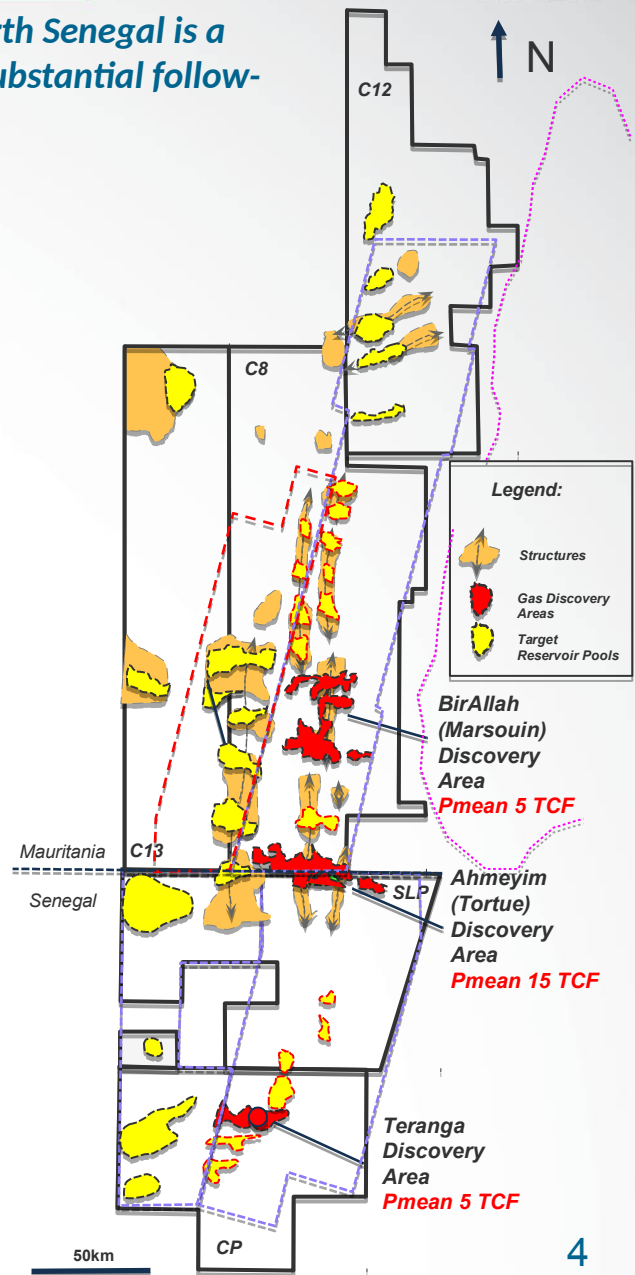 rth Senegal is a
ubstantial follow-
N
C12
C8
Legend:
Structures
Gas Discovery
Areas
Target
Reservoir Pools
BirAllah
(Marsouin)
Discovery
Area
Pmean 5 TCF
C13
Mauritania
Senegal
SLP
Ahmeyim
(Tortue)
Discovery
Area
Pmean 15 TCF
Teranga
Discovery
Area
Pmean 5 TCF
CP
50km
4